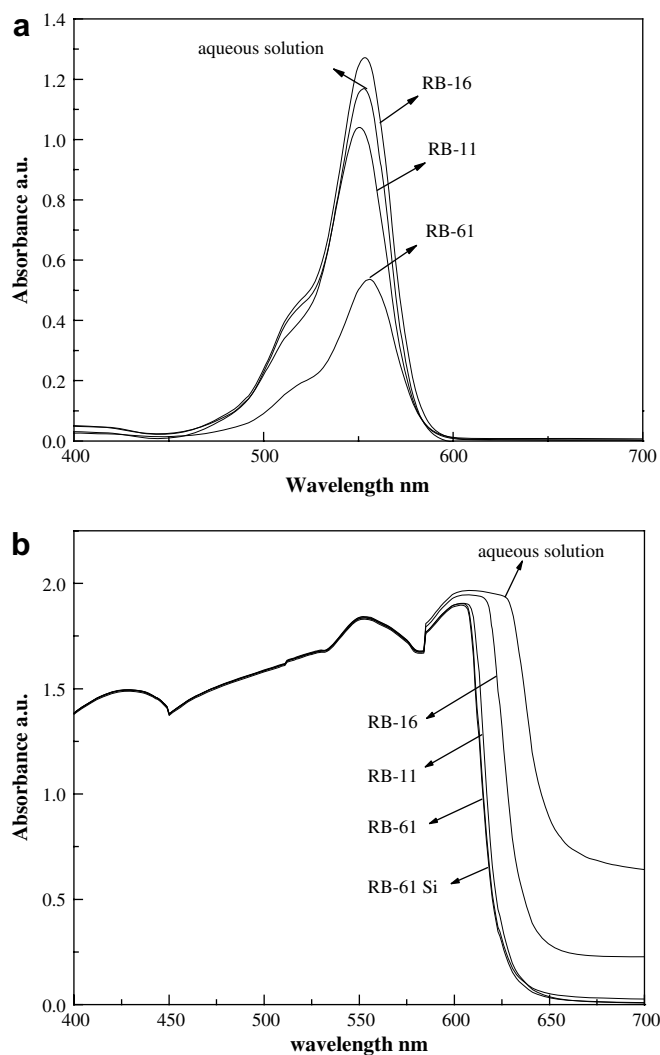 a
1.4
1.2
1.0
0.8
0.6
0.4
0.2
0.0
Absorbance a.u.
aqueous solution
RB-16
RB-11
RB-61
400
500
600
700
Wavelength nm
b
2.0
1.5
1.0
0.5
0.0
Absorbance a.u.
aqueous solution
RB-16
RB-11
RB-61
RB-61 Si
400
450
500
550
600
650
700
wavelength nm